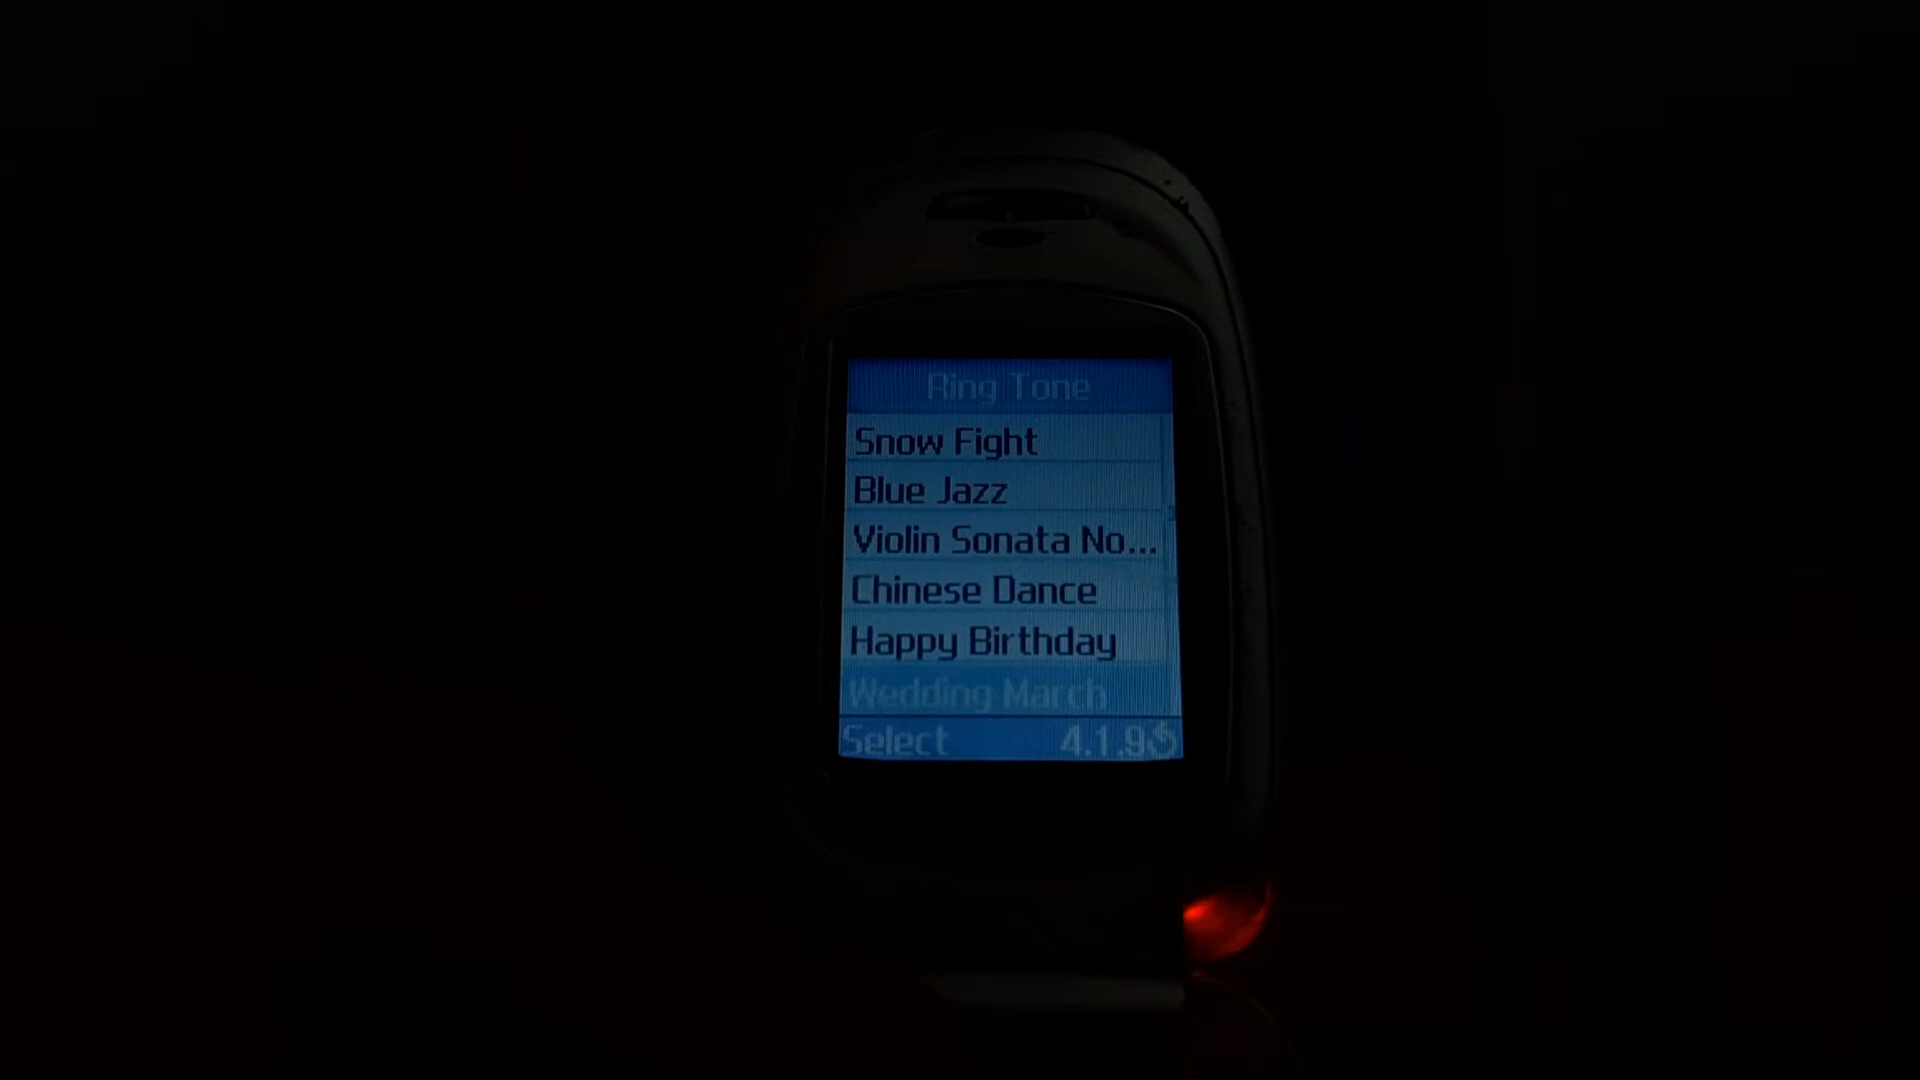 Ring Tone
Snow Fight
Blue Jazz
Violin Sonata No...
Chinese Dance
Happy Birthday
Wedding March
Select 4.1.9